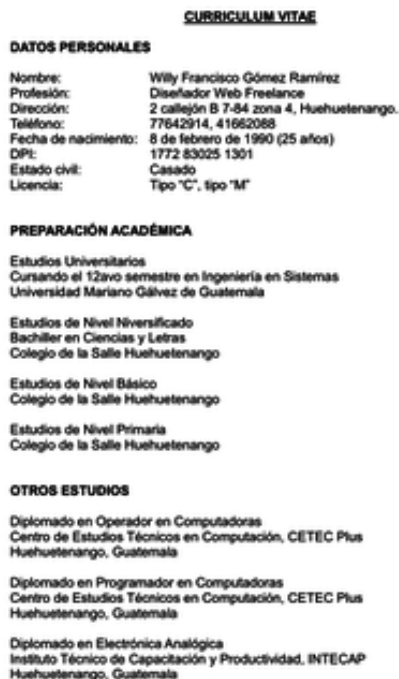 CURRICULUM VITAE
DATOS PERSONALES
Nombre: Willy Francisco Gómez Ramírez
Profesión: Diseñador Web Freelance
Dirección: 2 callejón B 7-84 zona 4, Huehuetenango.
Teléfono: 77642914, 41662088
Fecha de nacimiento: 8 de febrero de 1990 (25 años)
DPI: 1772 83025 1301
Estado civil: Casado
Licencia: Tipo "C", tipo "M"
PREPARACIÓN ACADÉMICA
Estudios Universitarios
Cursando el 12avo semestre en Ingeniería en Sistemas
Universidad Mariano Gálvez de Guatemala
Estudios de Nivel Niversificado
Bachiller en Ciencias y Letras
Colegio de la Salle Huehuetenango
Estudios de Nivel Básico
Colegio de la Salle Huehuetenango
Estudios de Nivel Primaria
Colegio de la Salle Huehuetenango
OTROS ESTUDIOS
Diplomado en Operador en Computadoras
Centro de Estudios Técnicos en Computación, CETEC Plus
Huehuetenango, Guatemala
Diplomado en Programador en Computadoras
Centro de Estudios Técnicos en Computación, CETEC Plus
Huehuetenango, Guatemala
Diplomado en Electrónica Analógica
Instituto Técnico de Capacitación y Productividad, INTECAP
Huehuetenango, Guatemala